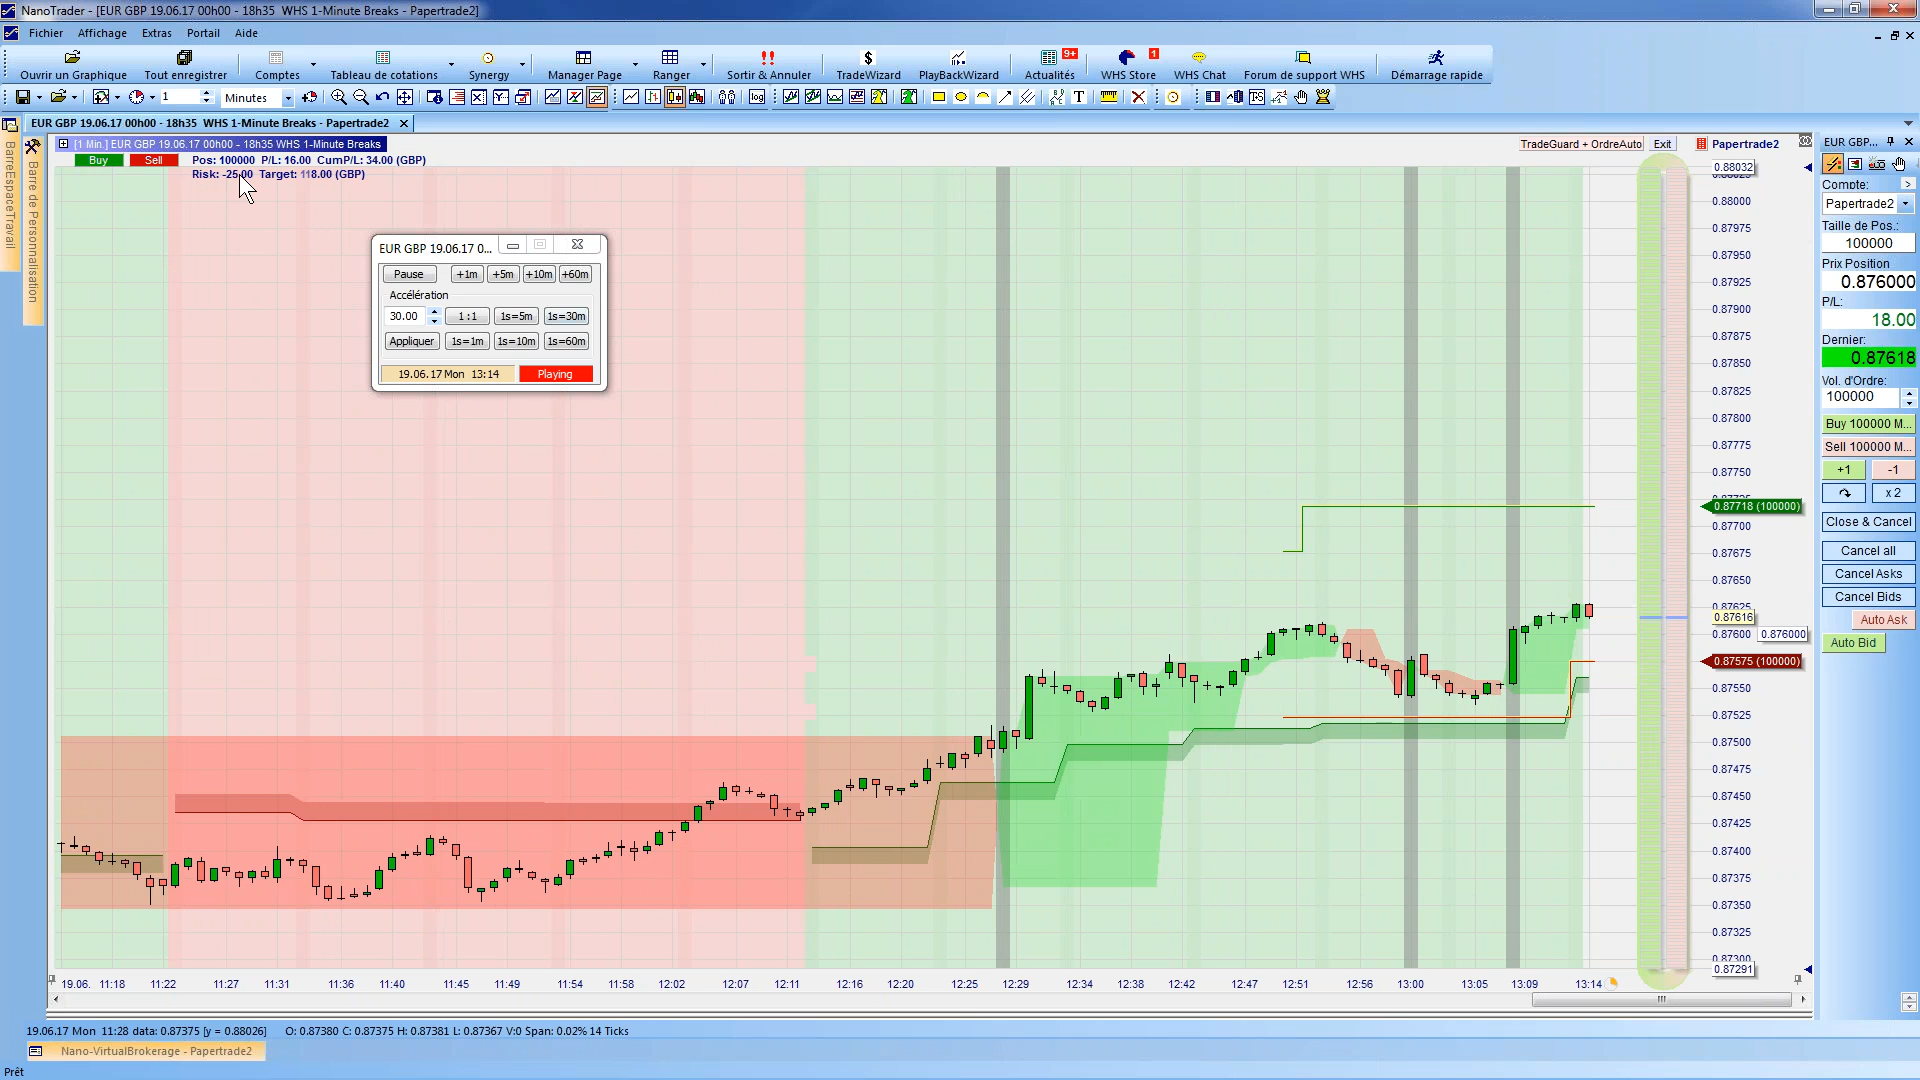 NanoTrader - [EUR GBP 19.06.17 00h00 - 18h35  WHS 1-Minute Breaks - Papertrade2]
Fichier Affichage Extras Portail Aide
Ouvrir un Graphique Tout enregistrer Comptes Tableau de cotations Synergy Manager Page Ranger Sortir & Annuler TradeWizard PlayBackWizard Actualités 9+ WHS Store 1 WHS Chat Forum de support WHS Démarrage rapide
1 Minutes
EUR GBP 19.06.17 00h00 - 18h35  WHS 1-Minute Breaks - Papertrade2
BarreEspaceTravail
Barre de Personnalisation
[1 Min.] EUR GBP 19.06.17 00h00 - 18h35 WHS 1-Minute Breaks
TradeGuard + OrdreAuto Exit Papertrade2
Buy Sell Pos: 100000 P/L: 16.00 CumP/L: 34.00 (GBP)
Risk: -25.00 Target: 118.00 (GBP)
EUR GBP 19.06.17 0...
Pause +1m +5m +10m +60m
Accélération
30.00 1:1 1s=5m 1s=30m
Appliquer 1s=1m 1s=10m 1s=60m
19.06.17 Mon 13:14 Playing
0.88032
0.88000
0.87975
0.87950
0.87925
0.87900
0.87875
0.87850
0.87825
0.87800
0.87775
0.87750
0.87718 (100000)
0.87700
0.87675
0.87650
0.87625
0.87616
0.87600 0.876000
0.87575 (100000)
0.87550
0.87525
0.87500
0.87475
0.87450
0.87425
0.87400
0.87375
0.87350
0.87325
0.87300
0.87291
19.06. 11:18 11:22 11:27 11:31 11:36 11:40 11:45 11:49 11:54 11:58 12:02 12:07 12:11 12:16 12:20 12:25 12:29 12:34 12:38 12:42 12:47 12:51 12:56 13:00 13:05 13:09 13:14
EUR GBP...
Compte:
Papertrade2
Taille de Pos.:
100000
Prix Position
0.876000
P/L:
18.00
Dernier:
0.87618
Vol. d'Ordre:
100000
Buy 100000 M...
Sell 100000 M...
+1 -1
x 2
Close & Cancel
Cancel all
Cancel Asks
Cancel Bids
Auto Ask
Auto Bid
19.06.17 Mon 11:28 data: 0.87375 [y = 0.88026] O: 0.87380 C: 0.87375 H: 0.87381 L: 0.87367 V:0 Span: 0.02% 14 Ticks
Nano-VirtualBrokerage - Papertrade2
Prêt